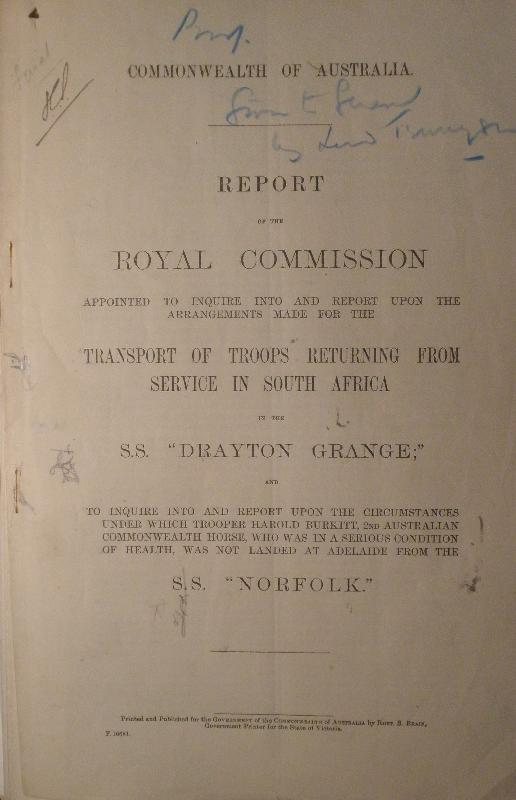 COMMONWEALTH OF AUSTRALIA.
REPORT
OF THE
ROYAL COMMISSION
APPOINTED TO INQUIRE INTO AND REPORT UPON THE
ARRANGEMENTS MADE FOR THE
TRANSPORT OF TROOPS RETURNING FROM
SERVICE IN SOUTH AFRICA
IN THE
S.S. "DRAYTON GRANGE;"
AND
TO INQUIRE INTO AND REPORT UPON THE CIRCUMSTANCES
UNDER WHICH TROOPER HAROLD BURKITT, 2ND AUSTRALIAN
COMMONWEALTH HORSE, WHO WAS IN A SERIOUS CONDITION
OF HEALTH, WAS NOT LANDED AT ADELAIDE FROM THE
S.S. "NORFOLK."
Printed and Published for the GOVERNMENT of the COMMONWEALTH OF AUSTRALIA by ROBT. S. BRAIN,
Government Printer for the State of Victoria.